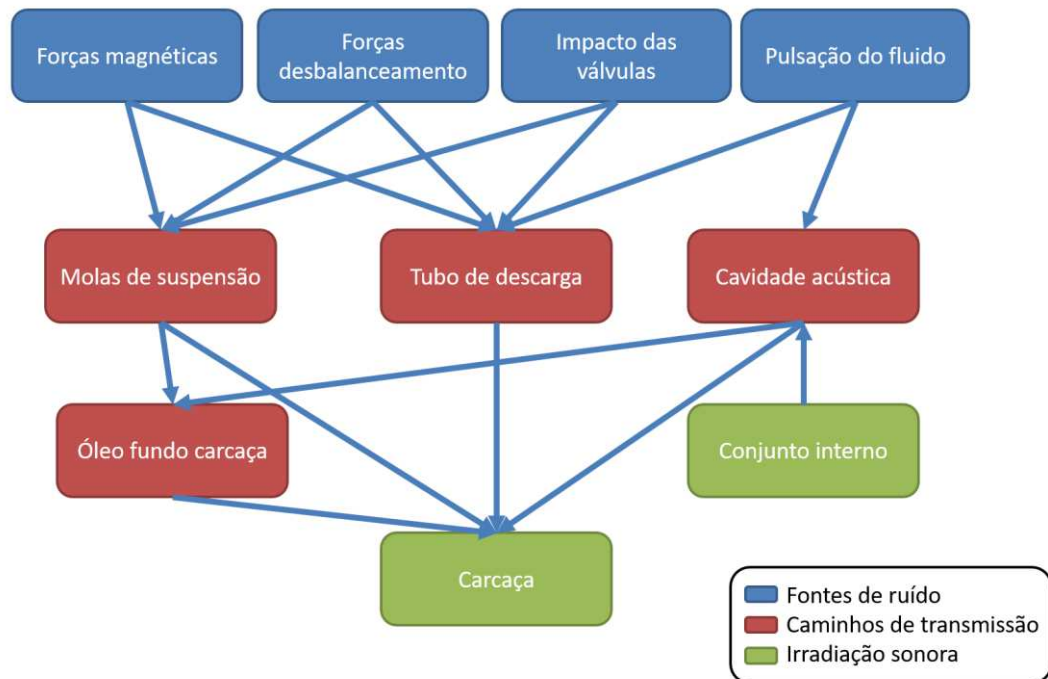 Forças magnéticas
Forças
desbalanceamento
Impacto das
válvulas
Pulsação do fluido
Molas de suspensão
Tubo de descarga
Cavidade acústica
Óleo fundo carcaça
Conjunto interno
Carcaça
Fontes de ruído
Caminhos de transmissão
Irradiação sonora